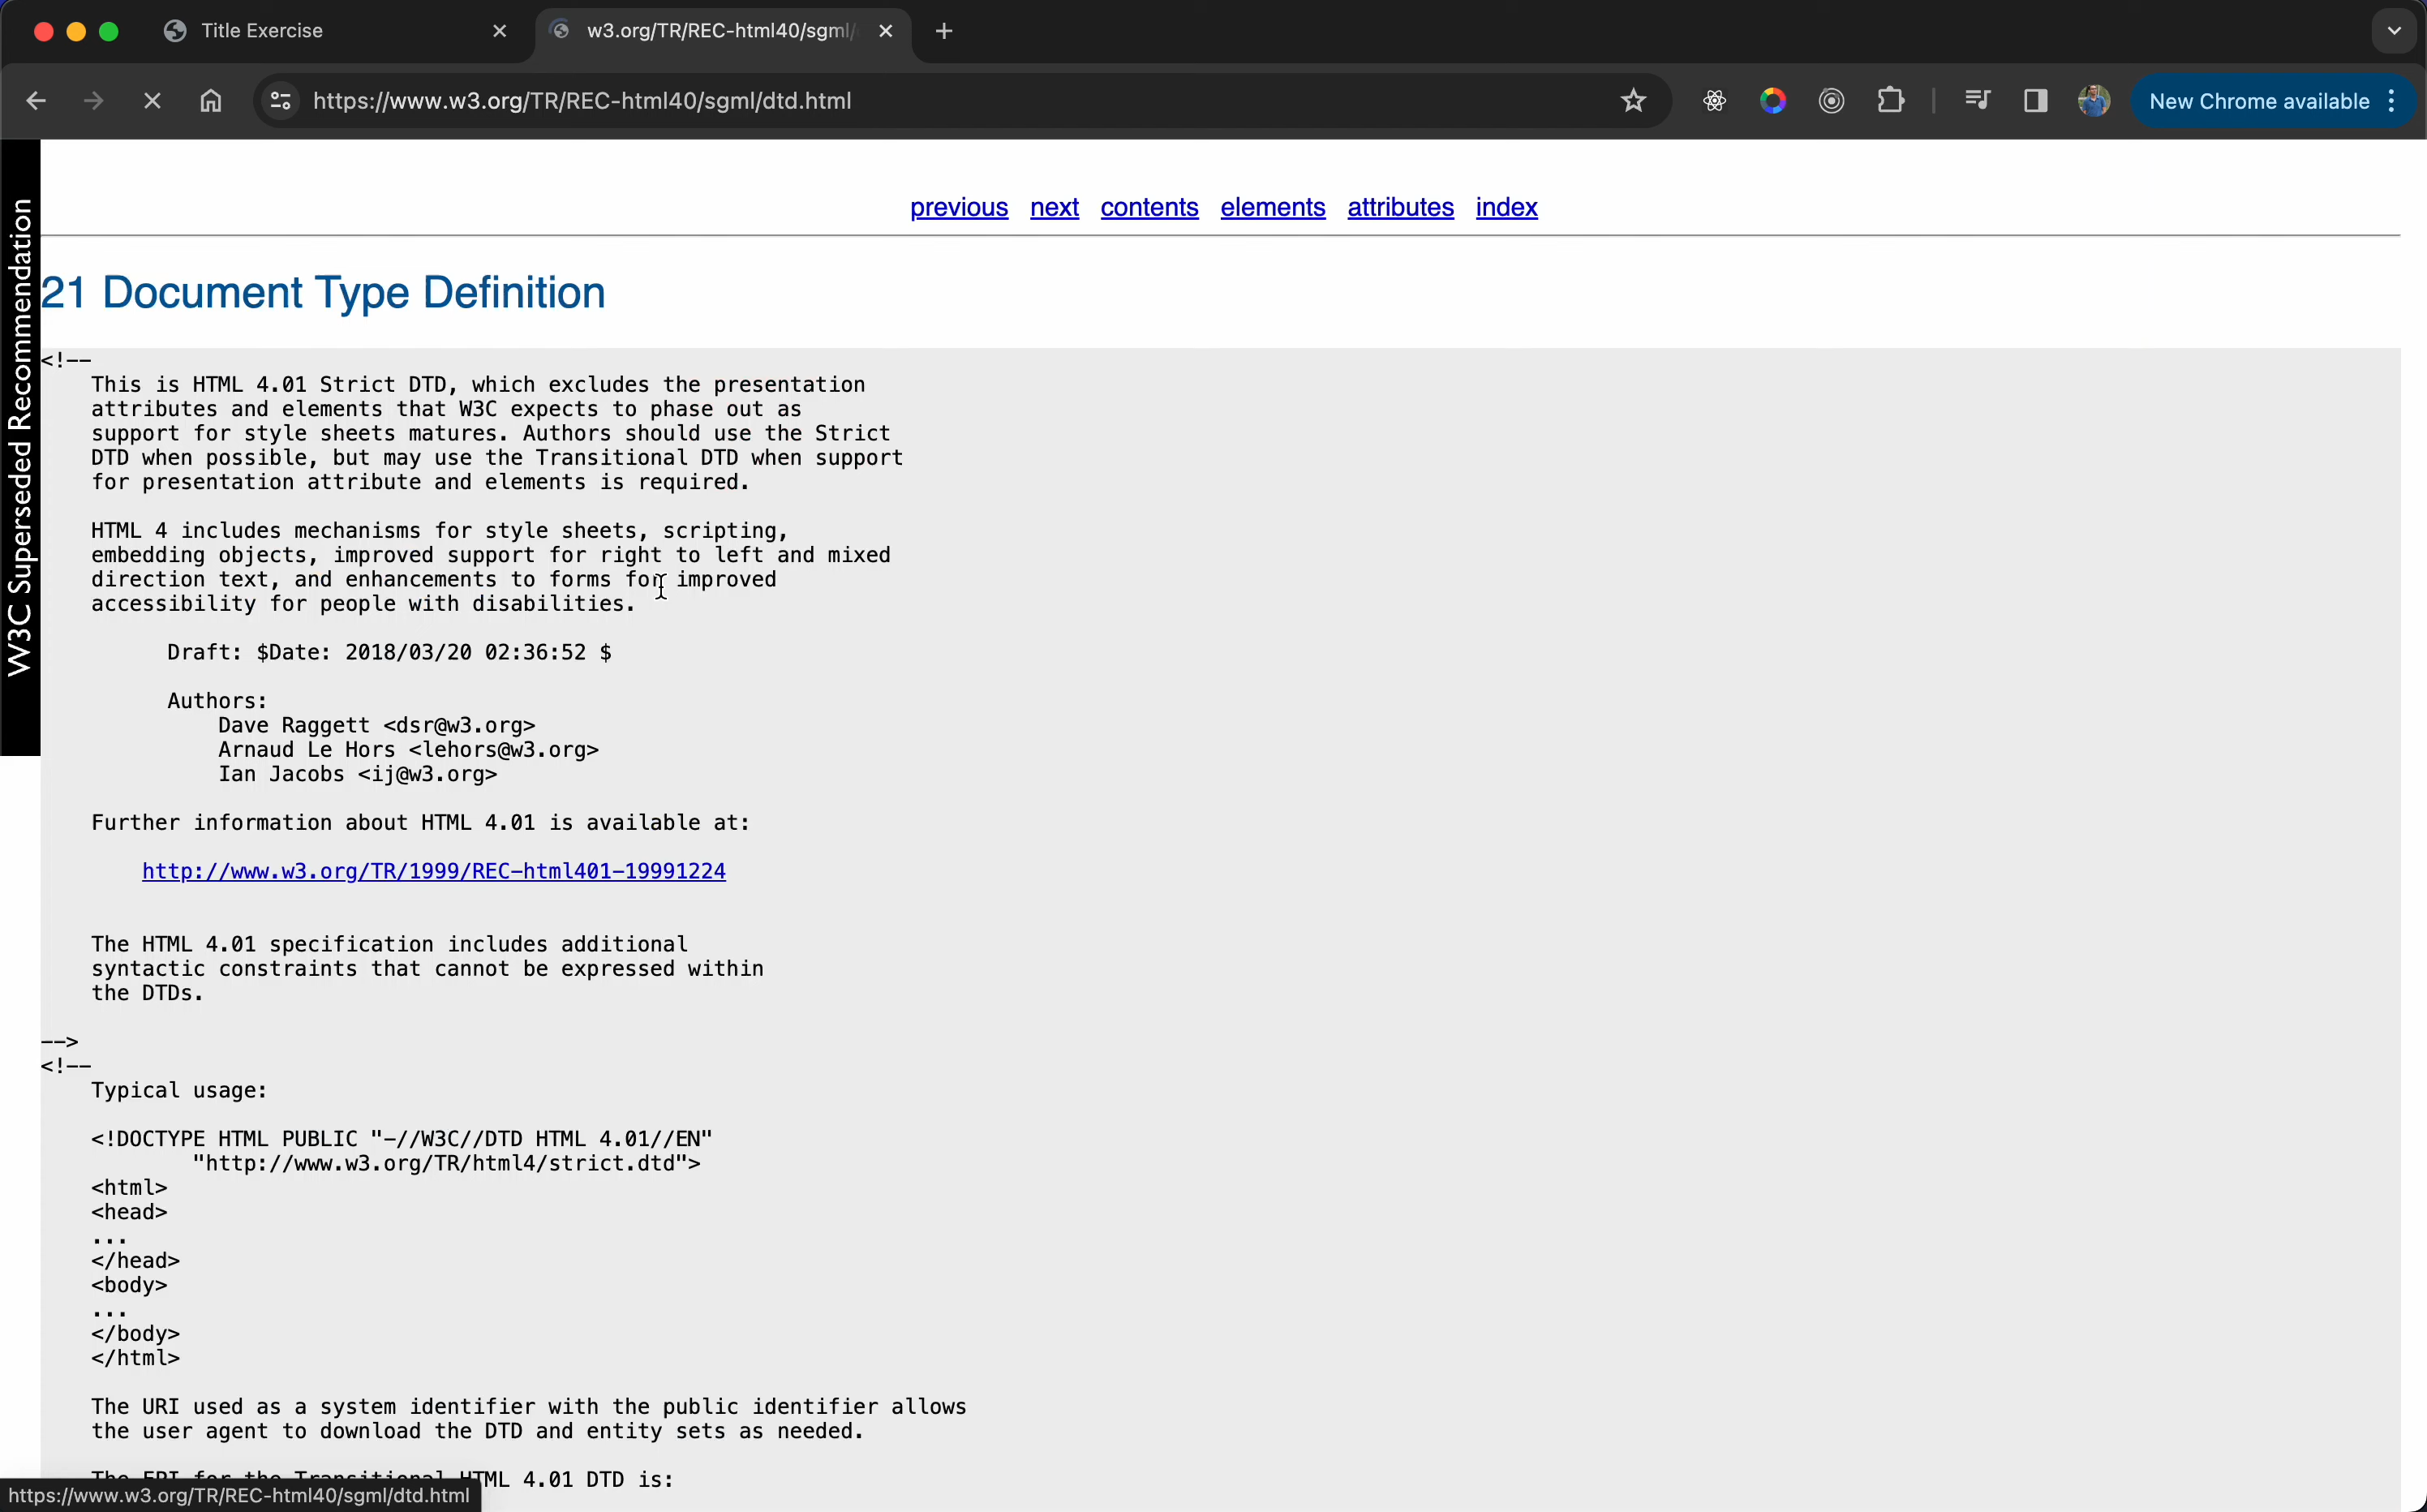 Title Exercise
w3.org/TR/REC-html40/sgml/
https://www.w3.org/TR/REC-html40/sgml/dtd.html
New Chrome available
W3C Superseded Recommendation
previous next contents elements attributes index
21 Document Type Definition
<!--
This is HTML 4.01 Strict DTD, which excludes the presentation
attributes and elements that W3C expects to phase out as
support for style sheets matures. Authors should use the Strict
DTD when possible, but may use the Transitional DTD when support
for presentation attribute and elements is required.
HTML 4 includes mechanisms for style sheets, scripting,
embedding objects, improved support for right to left and mixed
direction text, and enhancements to forms for improved
accessibility for people with disabilities.
Draft: $Date: 2018/03/20 02:36:52 $
Authors:
Dave Raggett <dsr@w3.org>
Arnaud Le Hors <lehors@w3.org>
Ian Jacobs <ij@w3.org>
Further information about HTML 4.01 is available at:
http://www.w3.org/TR/1999/REC-html401-19991224
The HTML 4.01 specification includes additional
syntactic constraints that cannot be expressed within
the DTDs.
-->
<!--
Typical usage:
<!DOCTYPE HTML PUBLIC "-//W3C//DTD HTML 4.01//EN"
"http://www.w3.org/TR/html4/strict.dtd">
<html>
<head>
...
</head>
<body>
...
</body>
</html>
The URI used as a system identifier with the public identifier allows
the user agent to download the DTD and entity sets as needed.
The FPI for the Transitional HTML 4.01 DTD is:
https://www.w3.org/TR/REC-html40/sgml/dtd.html